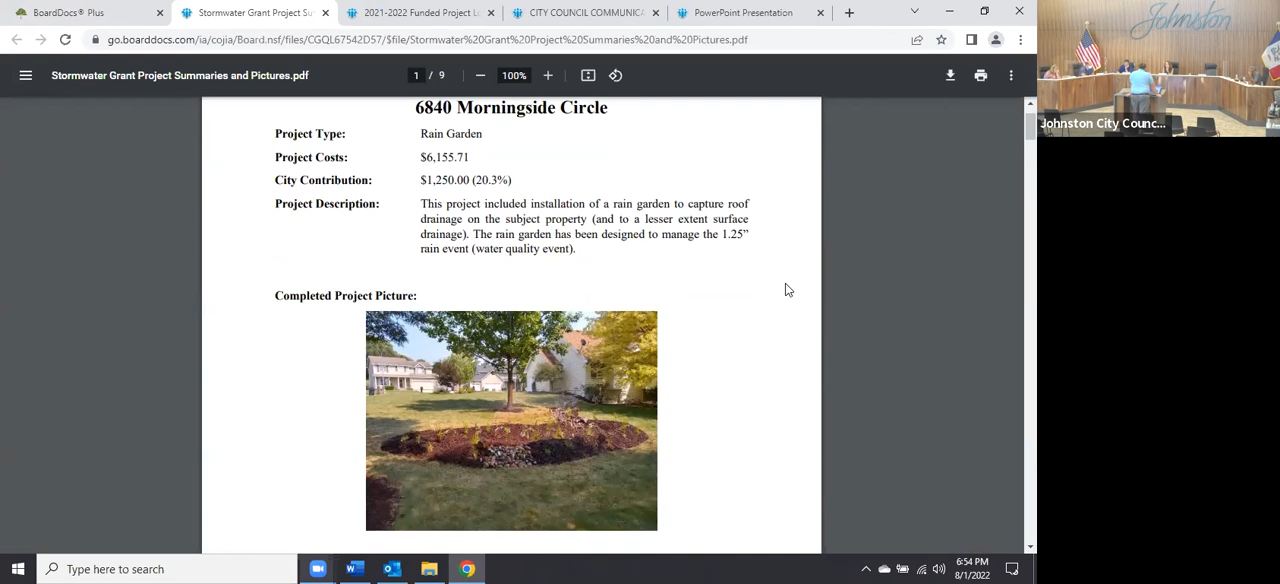 BoardDocs® Plus
Stormwater Grant Project Su
2021-2022 Funded Project L
CITY COUNCIL COMMUNICA
PowerPoint Presentation
go.boarddocs.com/ia/cojia/Board.nsf/files/CGQL67542D57/$file/Stormwater%20Grant%20Project%20Summaries%20and%20Pictures.pdf
Johnston
Stormwater Grant Project Summaries and Pictures.pdf
1 / 9
100%
Johnston City Counc...
6840 Morningside Circle
Project Type: Rain Garden
Project Costs: $6,155.71
City Contribution: $1,250.00 (20.3%)
Project Description: This project included installation of a rain garden to capture roof
drainage on the subject property (and to a lesser extent surface
drainage). The rain garden has been designed to manage the 1.25”
rain event (water quality event).
Completed Project Picture:
Type here to search
6:54 PM
8/1/2022